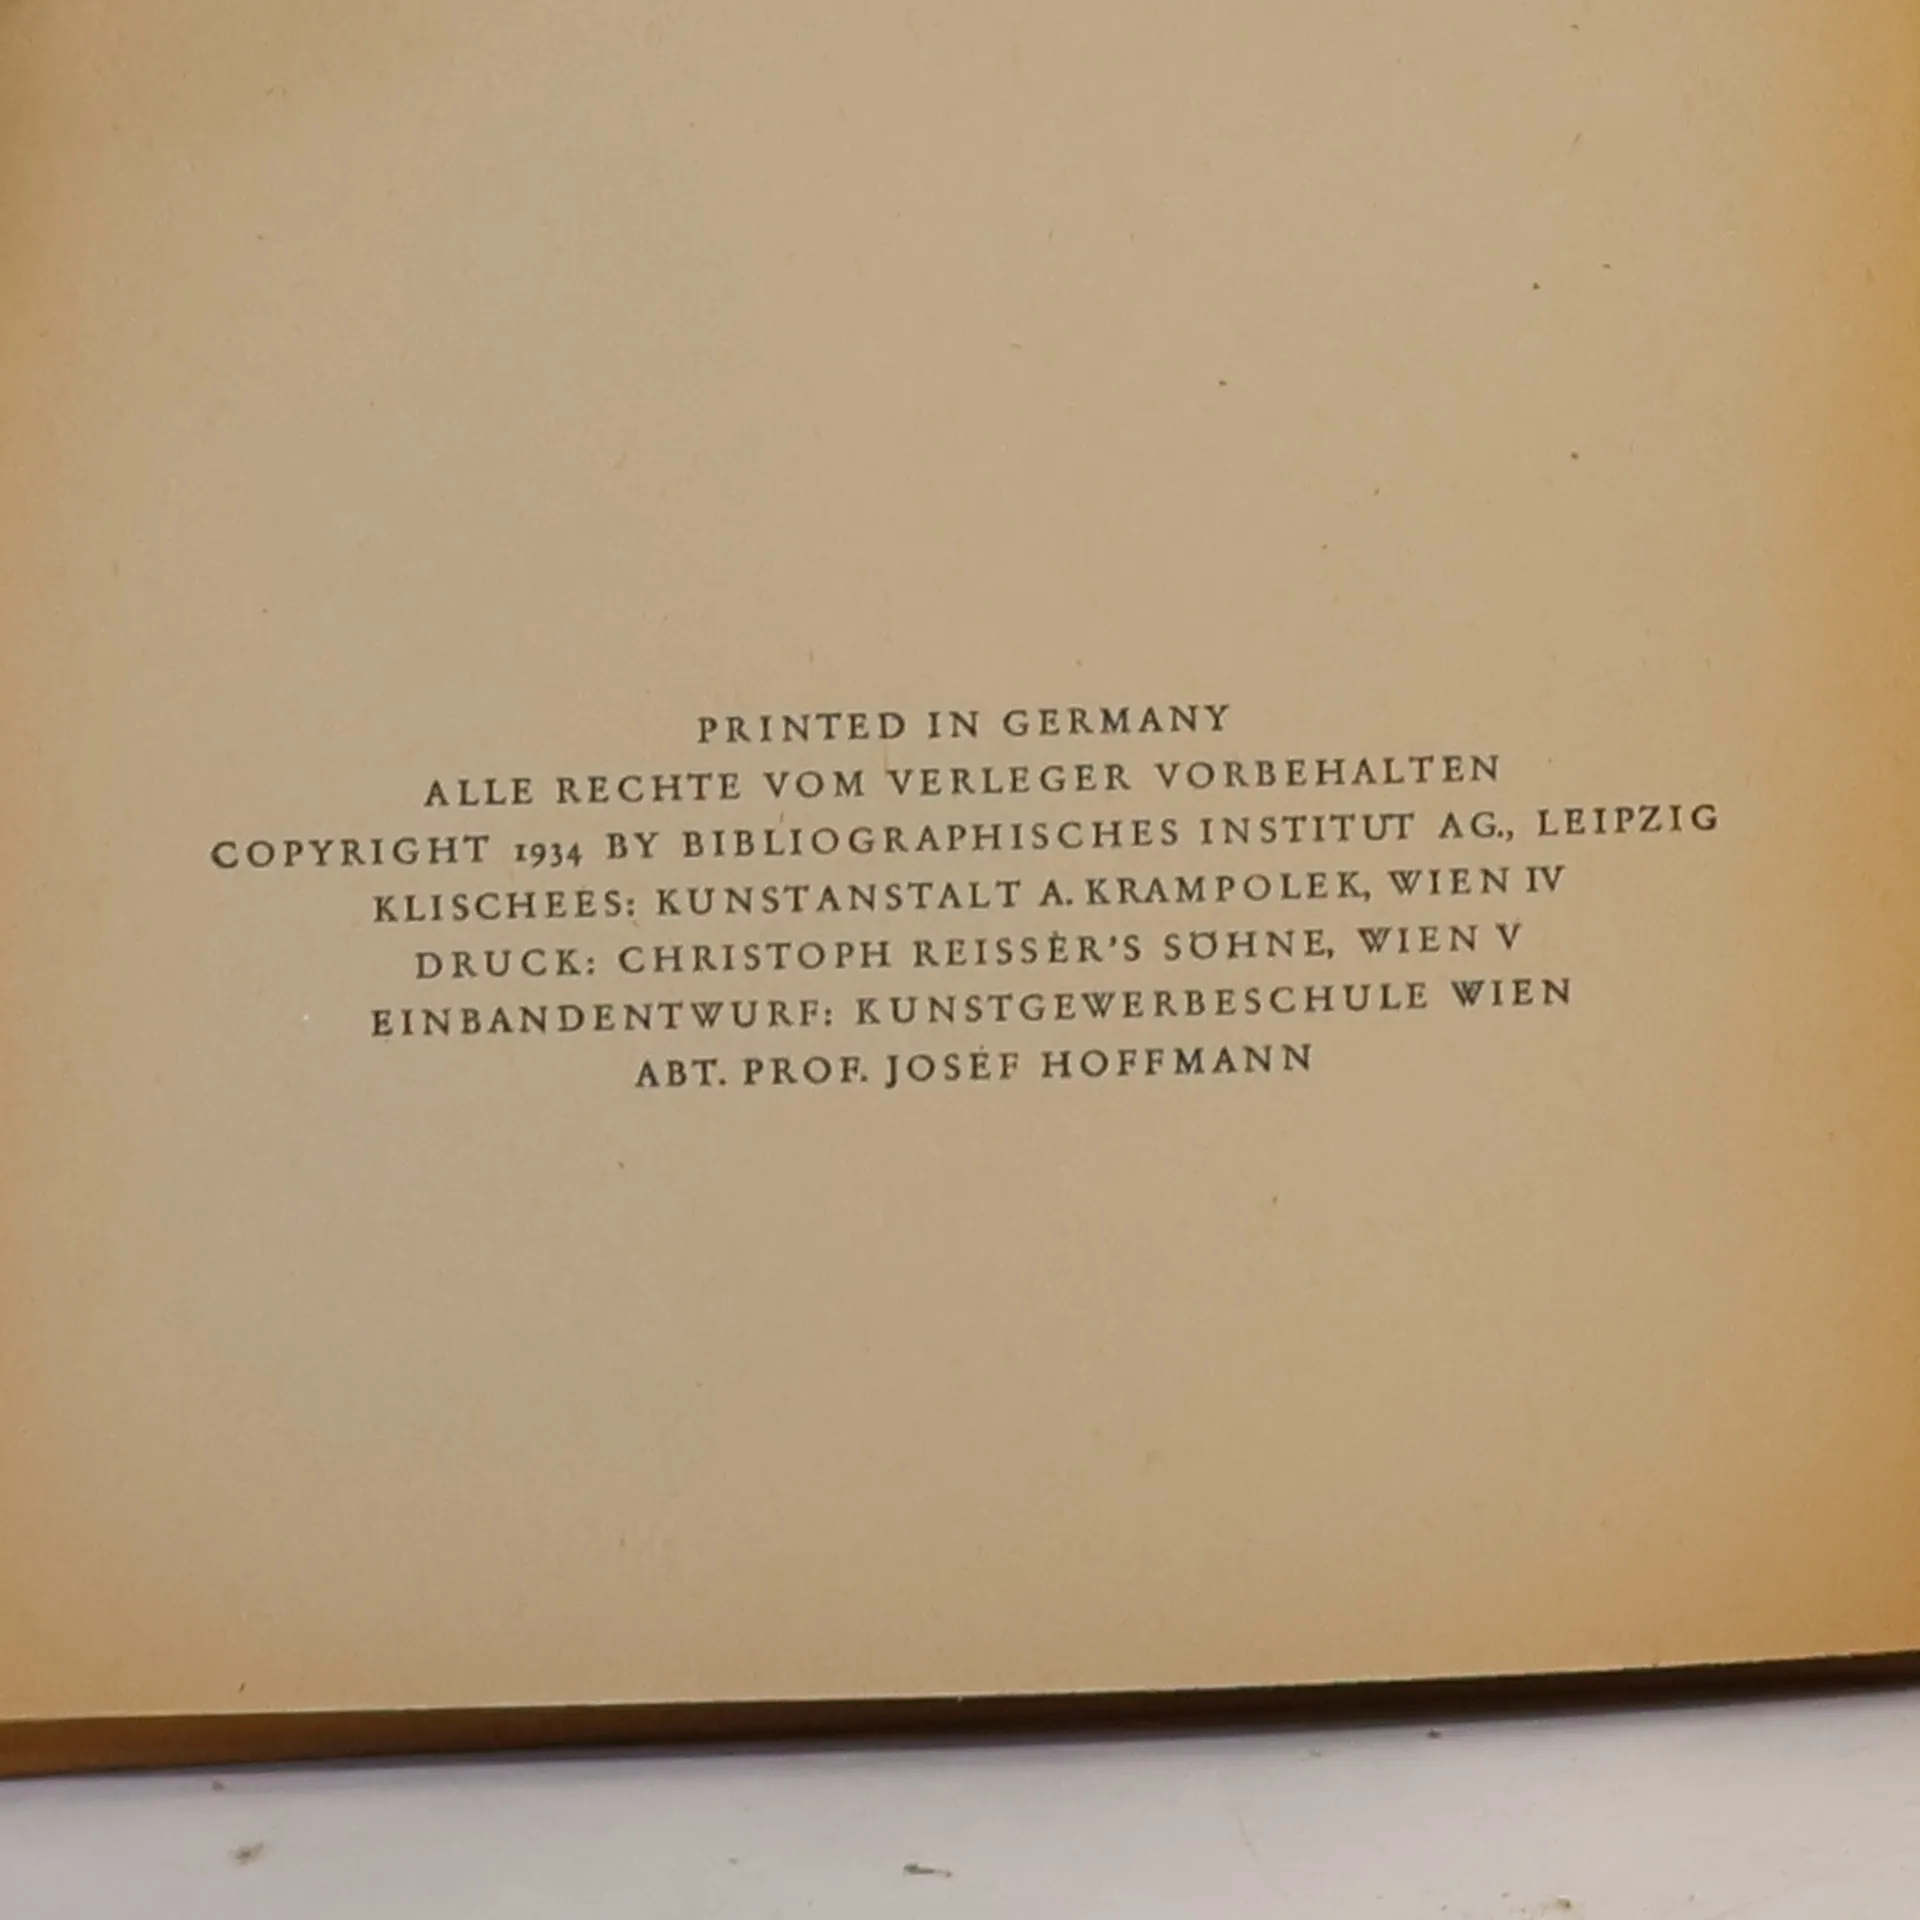 PRINTED IN GERMANY
ALLE RECHTE VOM VERLEGER VORBEHALTEN
COPYRIGHT 1934 BY BIBLIOGRAPHISCHES INSTITUT AG., LEIPZIG
KLISCHEES: KUNSTANSTALT A. KRAMPOLEK, WIEN IV
DRUCK: CHRISTOPH REISSER'S SÖHNE, WIEN V
EINBANDENTWURF: KUNSTGEWERBESCHULE WIEN
ABT. PROF. JOSEF HOFFMANN